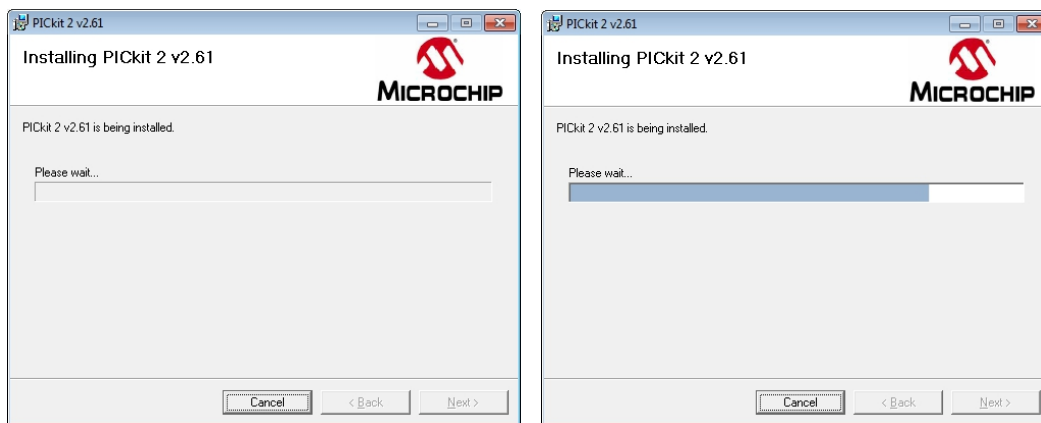 PICkit 2 v2.61
Installing PICkit 2 v2.61
MICROCHIP
PICkit 2 v2.61 is being installed.
Please wait...
Cancel
< Back
Next >
PICkit 2 v2.61
Installing PICkit 2 v2.61
MICROCHIP
PICkit 2 v2.61 is being installed.
Please wait...
Cancel
< Back
Next >